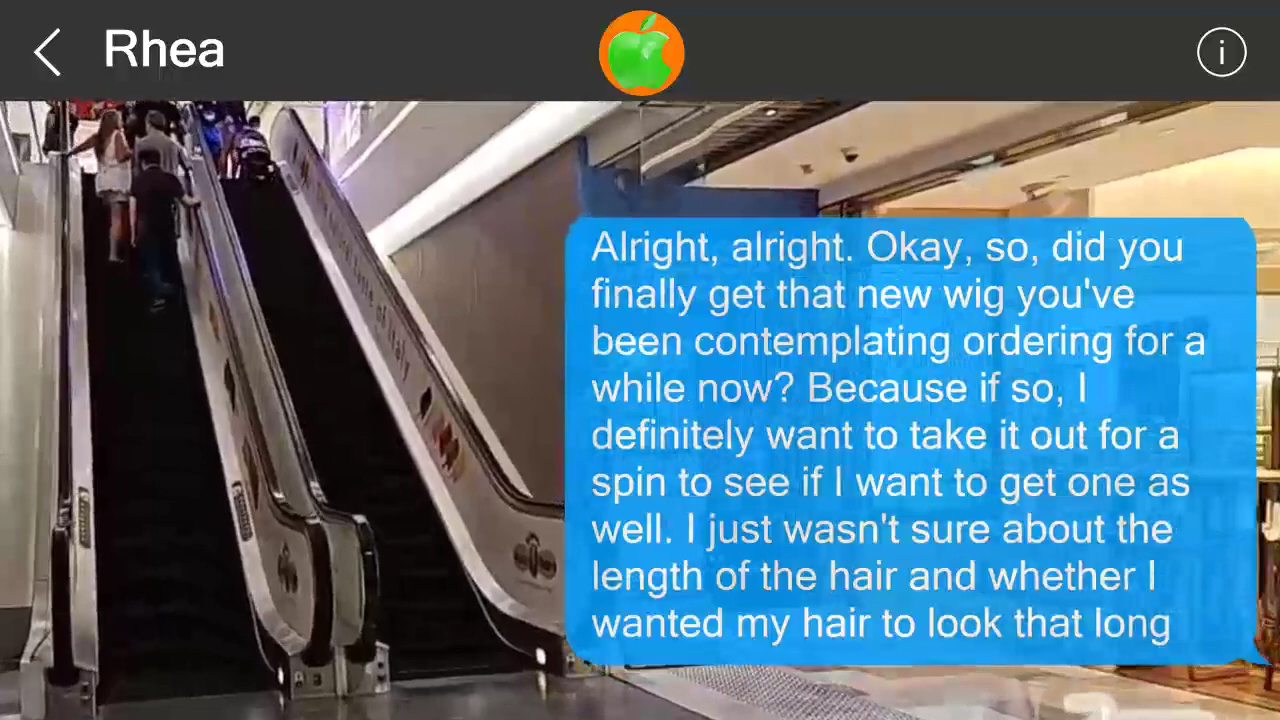 Rhea
i
Alright, alright. Okay, so, did you
finally get that new wig you've
been contemplating ordering for a
while now? Because if so, I
definitely want to take it out for a
spin to see if I want to get one as
well. I just wasn't sure about the
length of the hair and whether I
wanted my hair to look that long